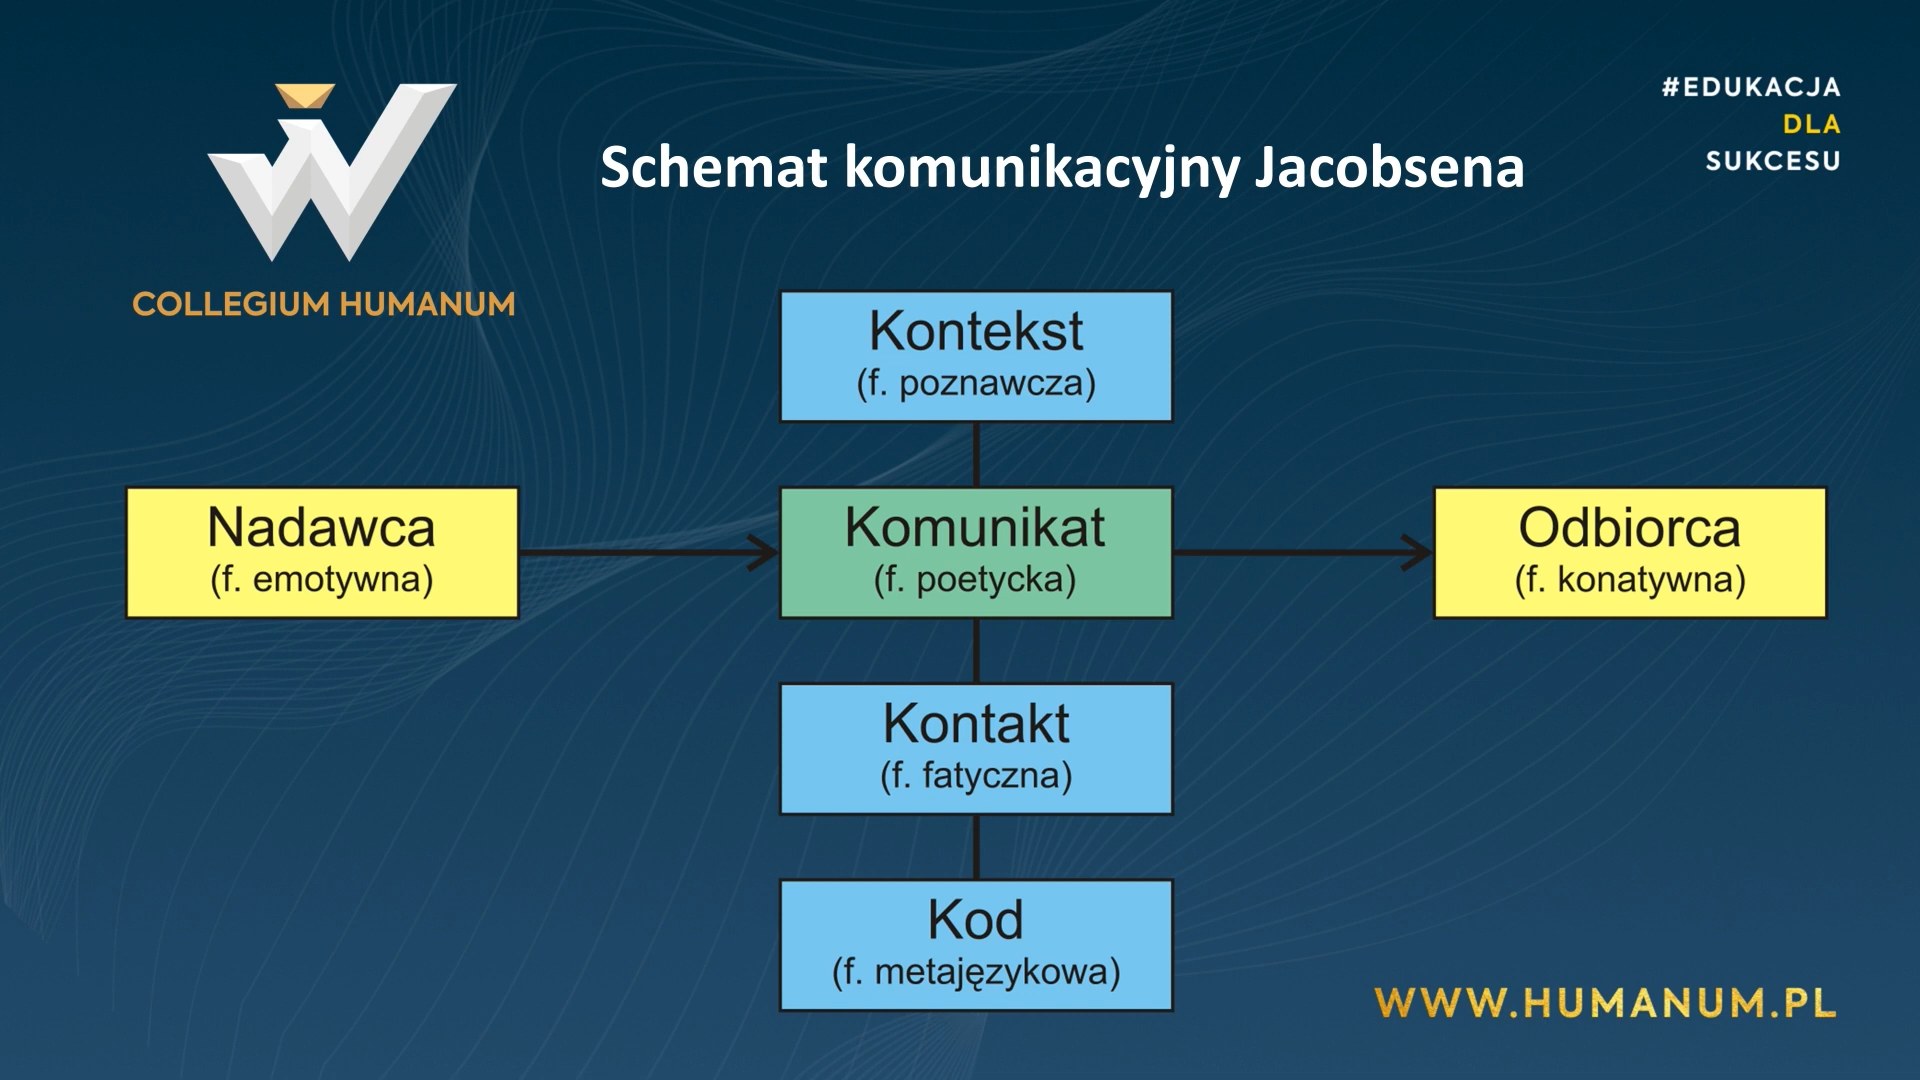 #EDUKACJA
DLA
SUKCESU
Schemat komunikacyjny Jacobsena
COLLEGIUM HUMANUM
Kontekst
(f. poznawcza)
Nadawca
(f. emotywna)
Komunikat
(f. poetycka)
Odbiorca
(f. konatywna)
Kontakt
(f. fatyczna)
Kod
(f. metajęzykowa)
WWW.HUMANUM.PL